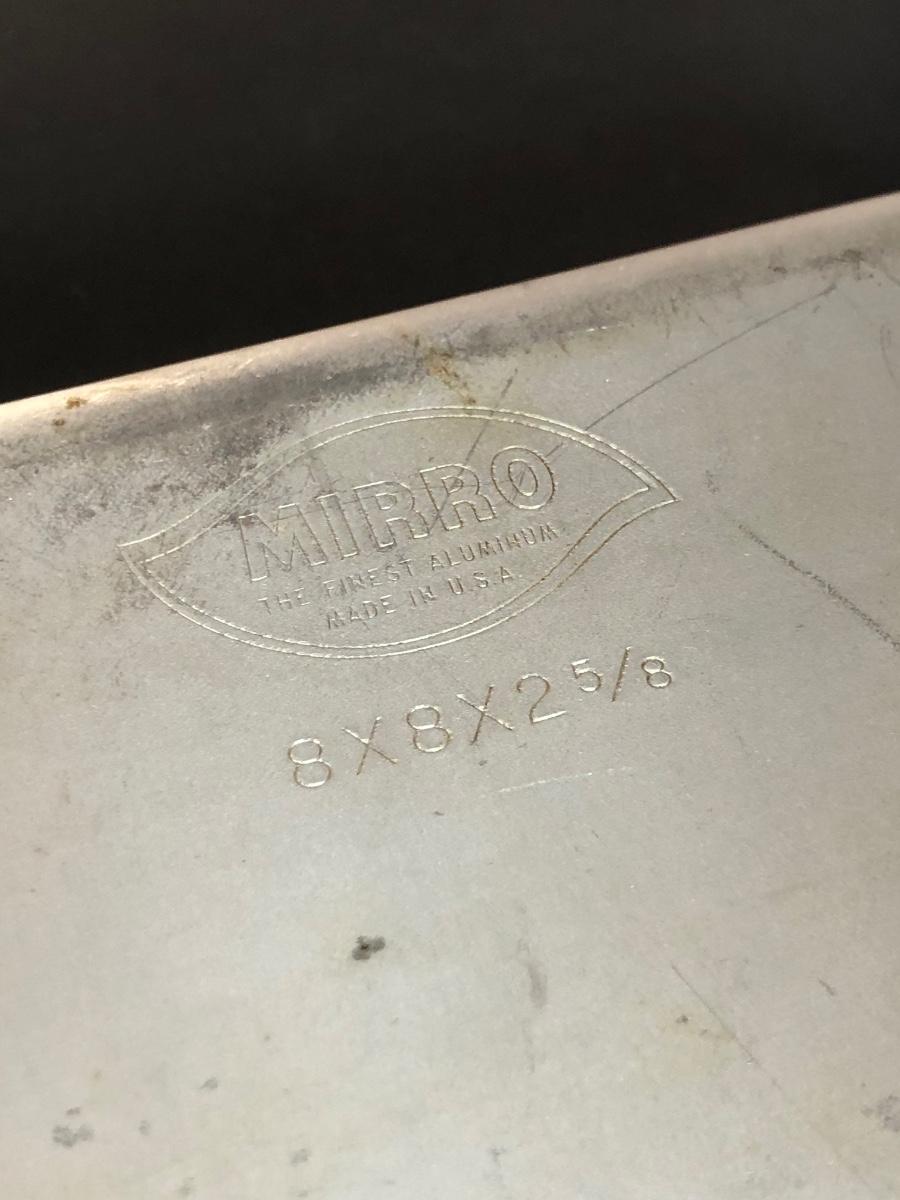 MIRRO
THE FINEST ALUMINUM
MADE IN U.S.A.
8X8X2 5/8